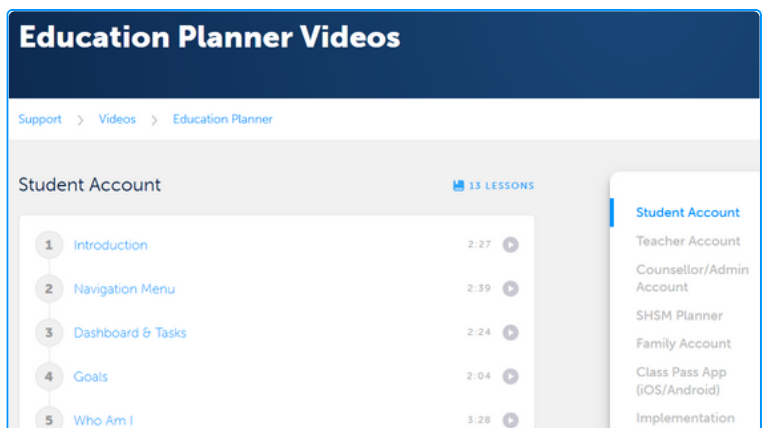 Education Planner Videos
Support > Videos > Education Planner
Student Account
13 LESSONS
1 Introduction 2:27
2 Navigation Menu 2:39
3 Dashboard & Tasks 2:24
4 Goals 2:04
5 Who Am I 3:28
Student Account
Teacher Account
Counsellor/Admin
Account
SHSM Planner
Family Account
Class Pass App
(iOS/Android)
Implementation